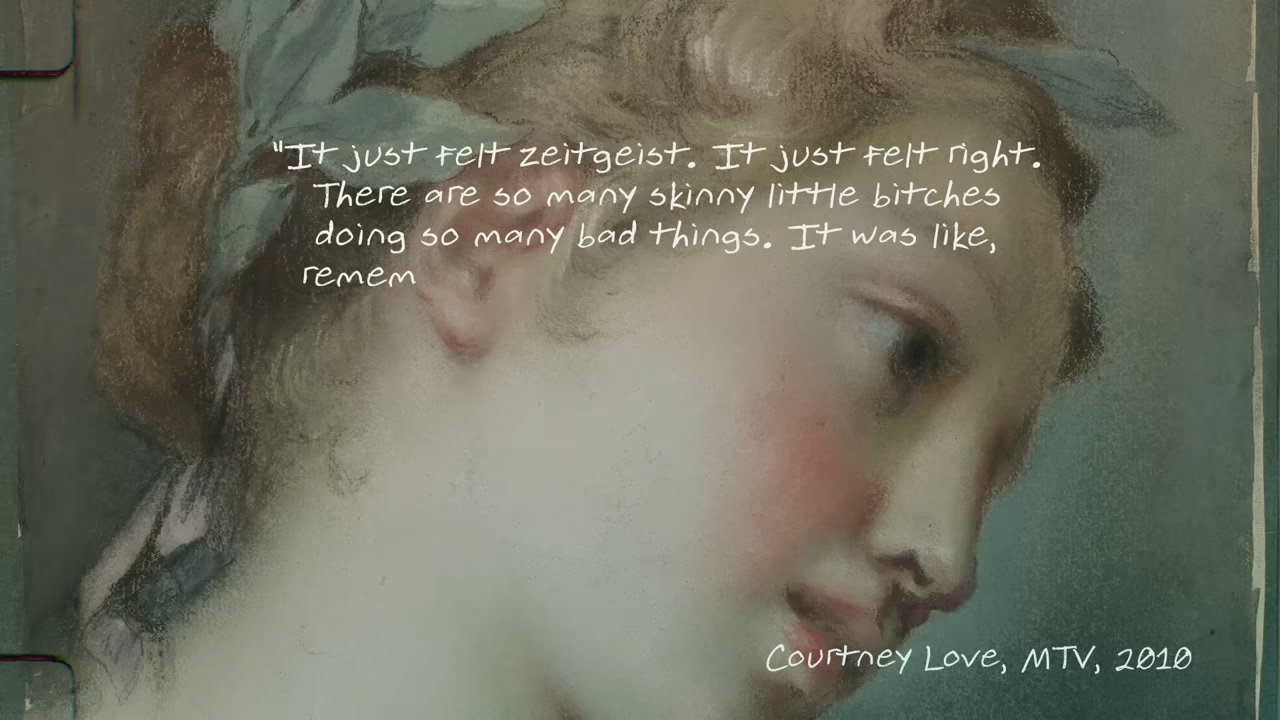 "It just felt zeitgeist. It just felt right.
There are so many skinny little bitches
doing so many bad things. It was like,
remem
Courtney Love, MTV, 2010